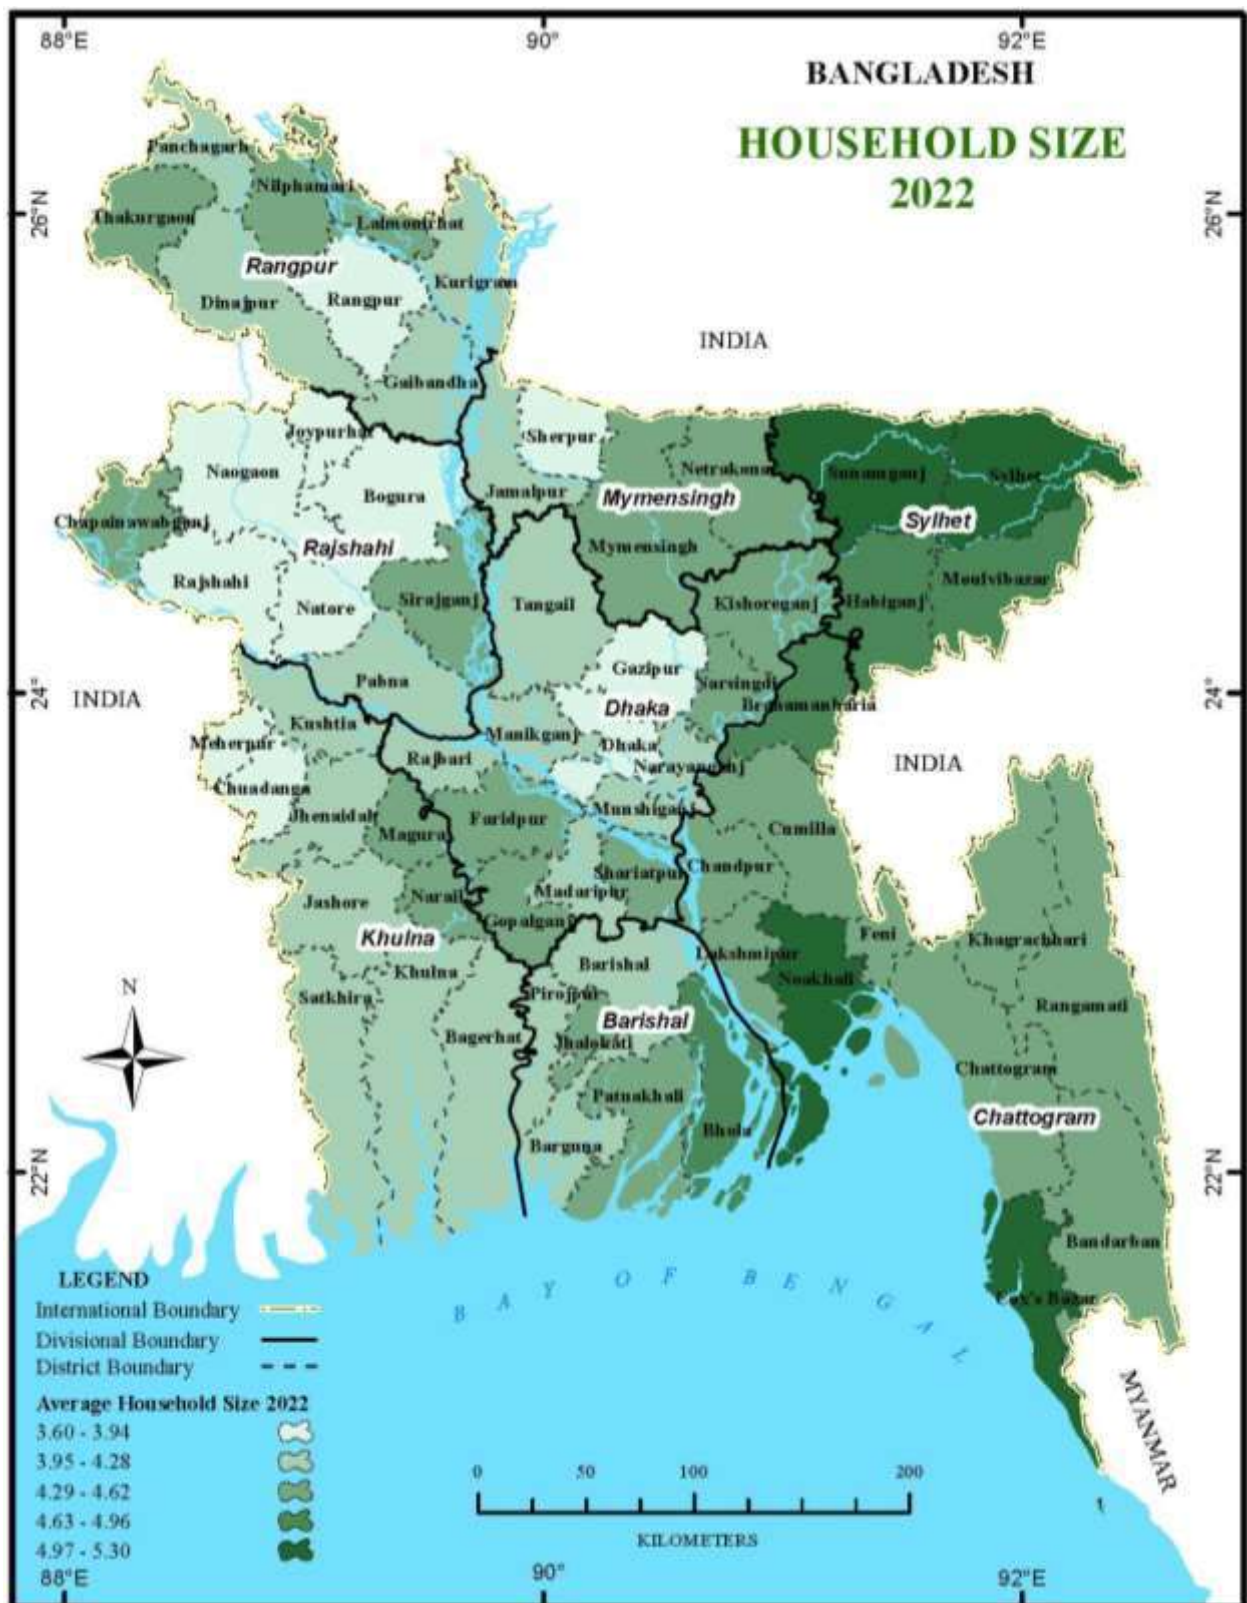 88°E 90° 92°E
BANGLADESH
HOUSEHOLD SIZE
2022
26°N 26°N
Panchagarh
Nilphamari
Thakurgaon
Lalmonirhat
Rangpur
Kurigram
Dinajpur
Rangpur
INDIA
Gaibandha
Joypurhat
Sherpur
Naogaon
Netrakona
Sunamganj
Sylhet
Bogura
Jamalpur
Mymensingh
Chapainawabganj
Sylhet
Rajshahi
Mymensingh
Rajshahi
Moulvibazar
Natore
Sirajganj
Tangail
Kishoreganj
Habiganj
Gazipur
Pabna
Narsingdi
24° 24°
INDIA
Dhaka
Brahamanbaria
Kushtia
Manikganj
Meherpur
Dhaka
Rajbari
Narayanganj
INDIA
Chuadanga
Jhenaidah
Faridpur
Munshiganj
Magura
Cumilla
Shariatpur
Chandpur
Jashore
Narail
Madaripur
Gopalganj
Khulna
Feni
Khagrachhari
Lakshmipur
Barishal
Khulna
Noakhali
Satkhira
Pirojpur
Rangamati
N
Barishal
Bagerhat
Jhalokati
Chattogram
Patuakhali
Chattogram
Bhola
Barguna
22°N 22°N
Bandarban
Cox's Bazar
BAY OF BENGAL
MYANMAR
LEGEND
International Boundary
Divisional Boundary
District Boundary
Average Household Size 2022
3.60 - 3.94
3.95 - 4.28
4.29 - 4.62
4.63 - 4.96
4.97 - 5.30
0 50 100 200
KILOMETERS
88°E 90° 92°E